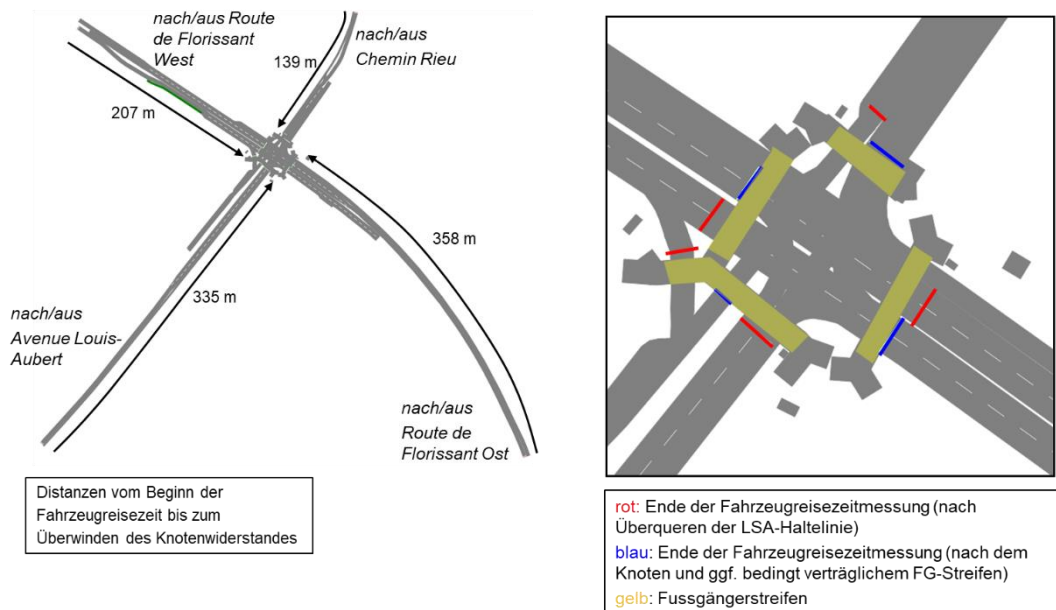 nach/aus Route
de Florissant
West
nach/aus
Chemin Rieu
139 m
207 m
358 m
335 m
nach/aus
Avenue Louis-
Aubert
nach/aus
Route de
Florissant Ost
Distanzen vom Beginn der
Fahrzeugreisezeit bis zum
Überwinden des Knotenwiderstandes
rot: Ende der Fahrzeugreisezeitmessung (nach
Überqueren der LSA-Haltelinie)
blau: Ende der Fahrzeugreisezeitmessung (nach dem
Knoten und ggf. bedingt verträglichem FG-Streifen)
gelb: Fussgängerstreifen